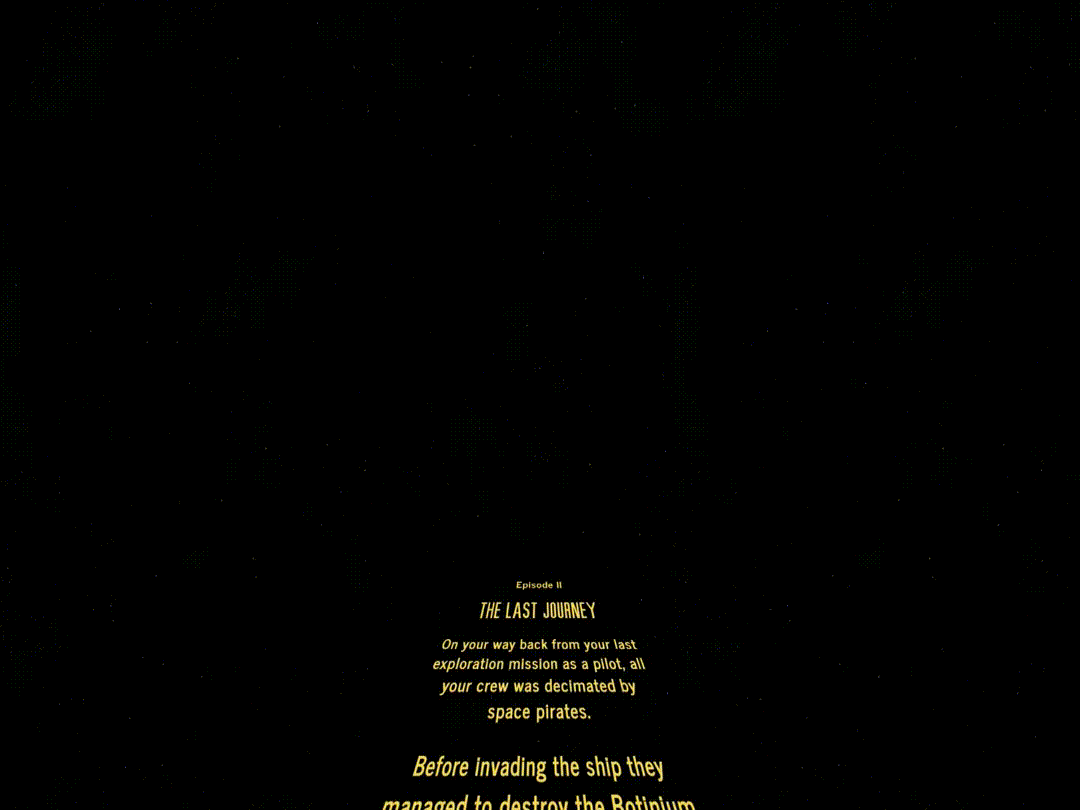 Episode II
THE LAST JOURNEY
On your way back from your last
exploration mission as a pilot, all
your crew was decimated by
space pirates.
Before invading the ship they
managed to destroy the Botinium